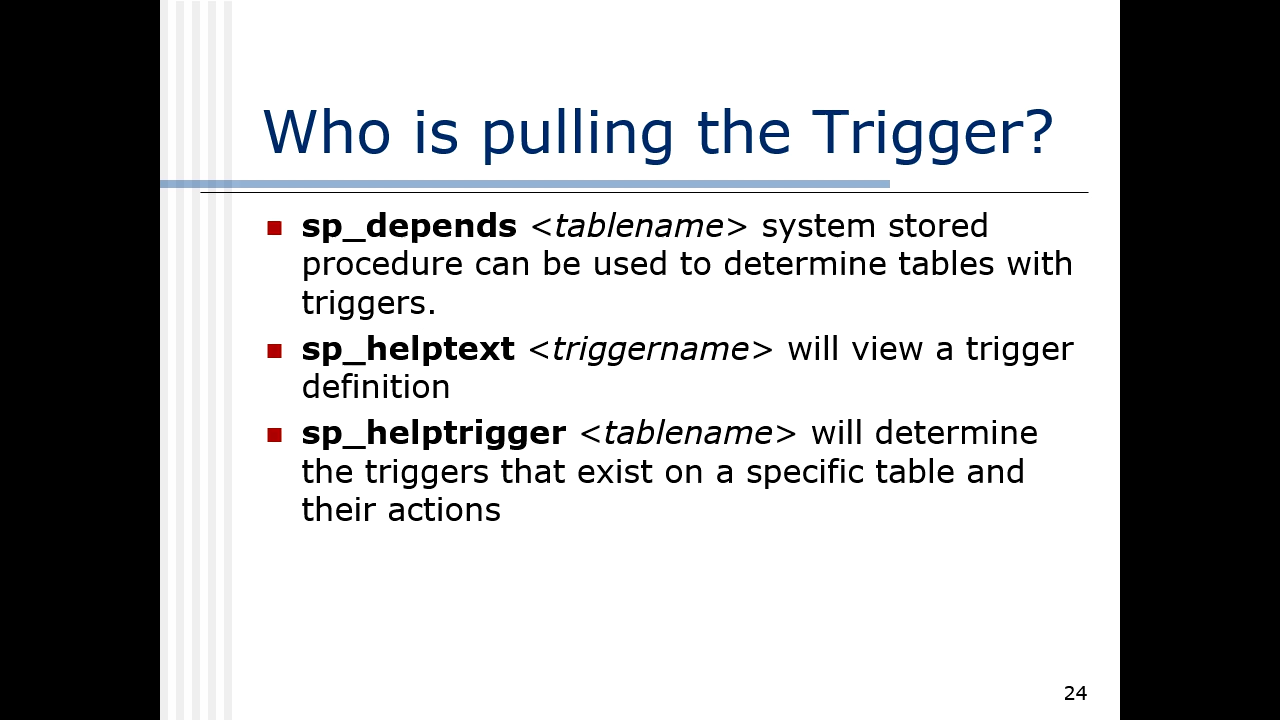 Who is pulling the Trigger?
sp_depends <tablename> system stored
procedure can be used to determine tables with
triggers.
sp_helptext <triggername> will view a trigger
definition
sp_helptrigger <tablename> will determine
the triggers that exist on a specific table and
their actions
24